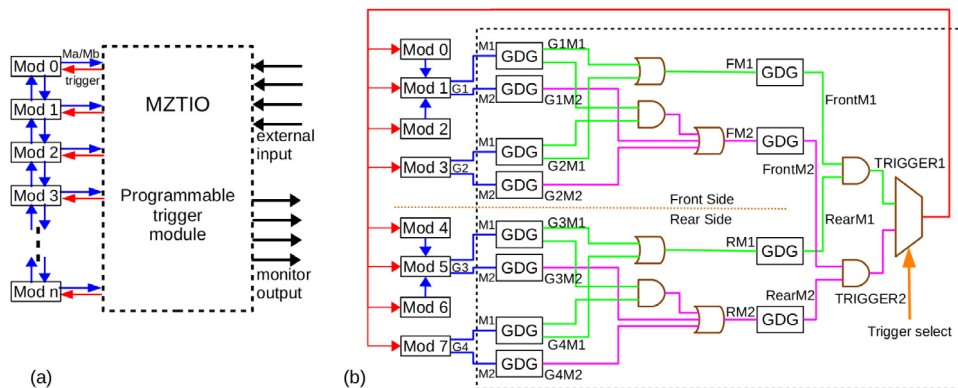 (a)
Ma/Mb
trigger
Mod 0
Mod 1
Mod 2
Mod 3
Mod n
MZTIO
Programmable
trigger
module
external
input
monitor
output
(b)
Mod 0
Mod 1
Mod 2
Mod 3
M1
G1
M2
M1
G2
M2
GDG
GDG
GDG
GDG
G1M1
G1M2
G2M1
G2M2
FM1
GDG
FrontM1
FM2
GDG
FrontM2
Front Side
Rear Side
Mod 4
Mod 5
Mod 6
Mod 7
M1
G3
M2
M1
G4
M2
GDG
GDG
GDG
GDG
G3M1
G3M2
G4M1
G4M2
RM1
GDG
RearM1
RM2
GDG
RearM2
TRIGGER1
TRIGGER2
Trigger select